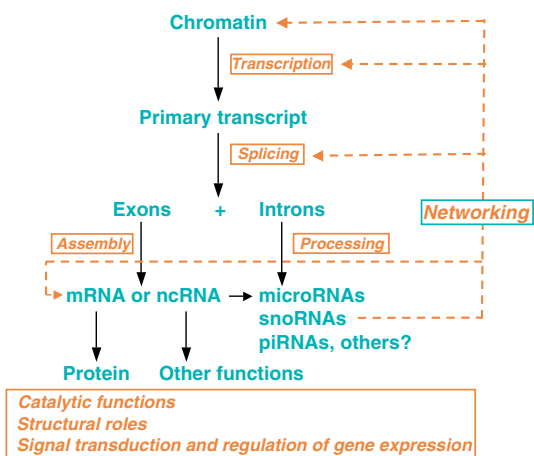 Chromatin
Transcription
Primary transcript
Splicing
Exons + Introns
Networking
Assembly
Processing
mRNA or ncRNA
microRNAs
snoRNAs
piRNAs, others?
Protein
Other functions
Catalytic functions
Structural roles
Signal transduction and regulation of gene expression